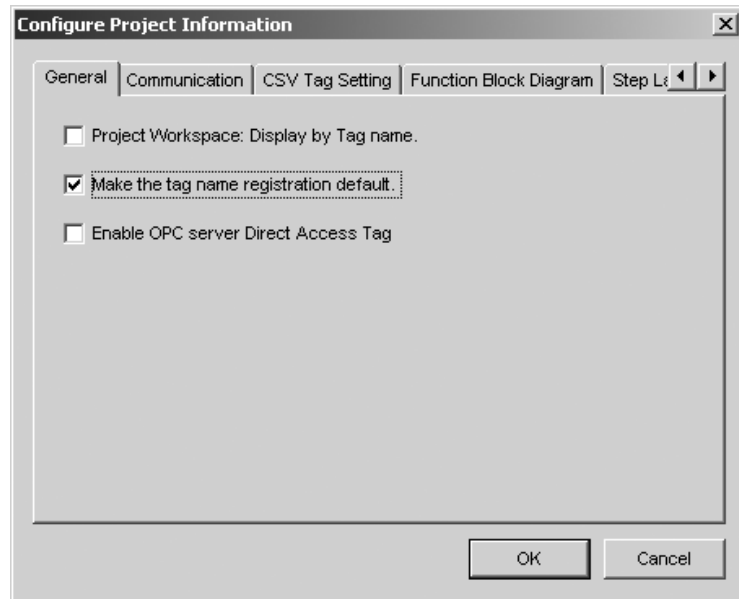 Configure Project Information
General Communication CSV Tag Setting Function Block Diagram Step
Project Workspace: Display by Tag name.
Make the tag name registration default.
Enable OPC server Direct Access Tag
OK Cancel